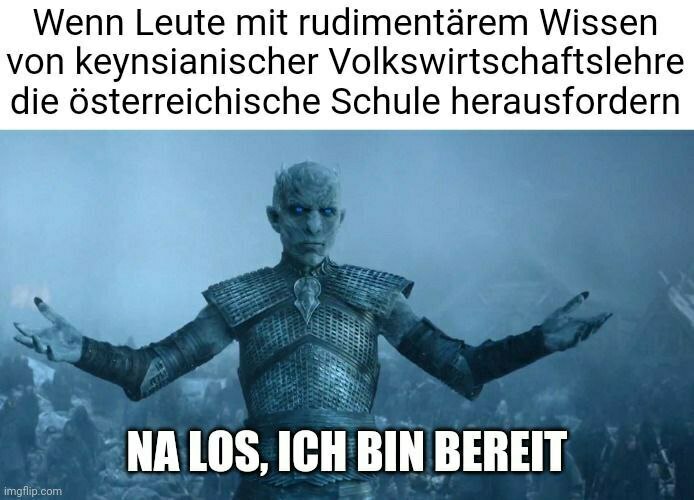 Wenn Leute mit rudimentärem Wissen
von keynsianischer Volkswirtschaftslehre
die österreichische Schule herausfordern
NA LOS, ICH BIN BEREIT
imgflip.com